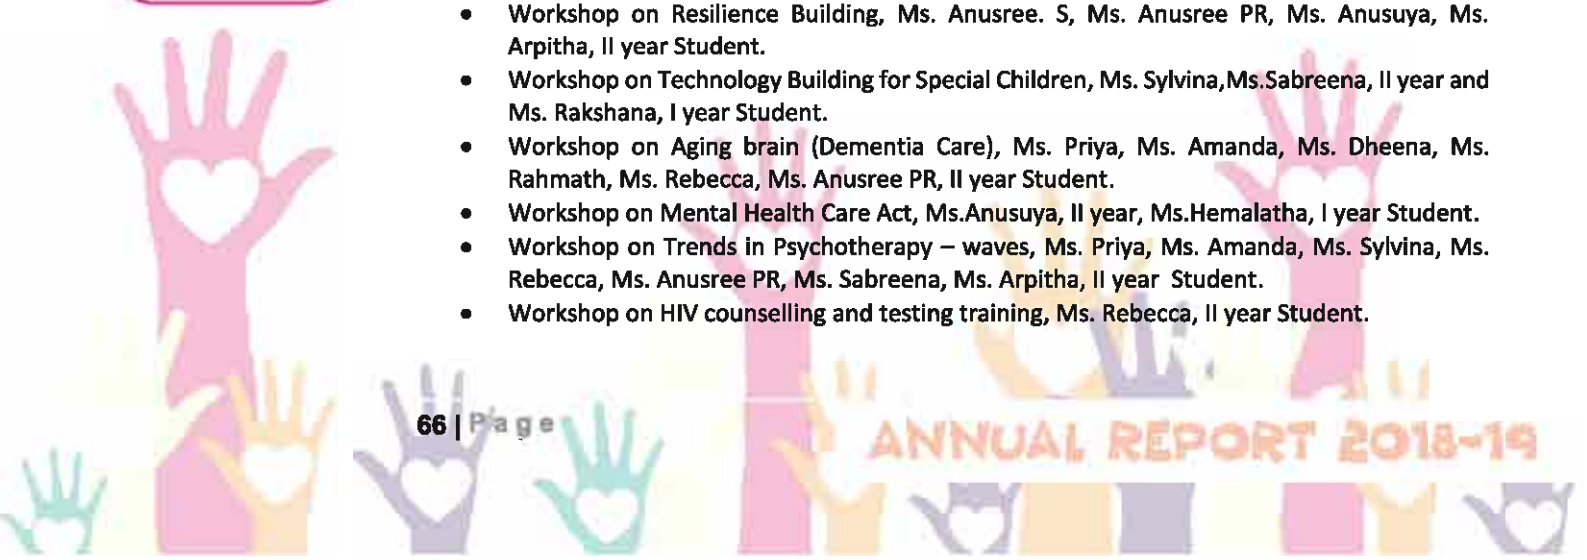 • Workshop on Resilience Building, Ms. Anusree. S, Ms. Anusree PR, Ms. Anusuya, Ms.
Arpitha, II year Student.
• Workshop on Technology Building for Special Children, Ms. Sylvina,Ms.Sabreena, II year and
Ms. Rakshana, I year Student.
• Workshop on Aging brain (Dementia Care), Ms. Priya, Ms. Amanda, Ms. Dheena, Ms.
Rahmath, Ms. Rebecca, Ms. Anusree PR, II year Student.
• Workshop on Mental Health Care Act, Ms.Anusuya, II year, Ms.Hemalatha, I year Student.
• Workshop on Trends in Psychotherapy – waves, Ms. Priya, Ms. Amanda, Ms. Sylvina, Ms.
Rebecca, Ms. Anusree PR, Ms. Sabreena, Ms. Arpitha, II year Student.
• Workshop on HIV counselling and testing training, Ms. Rebecca, II year Student.
66 | Page
ANNUAL REPORT 2018-19